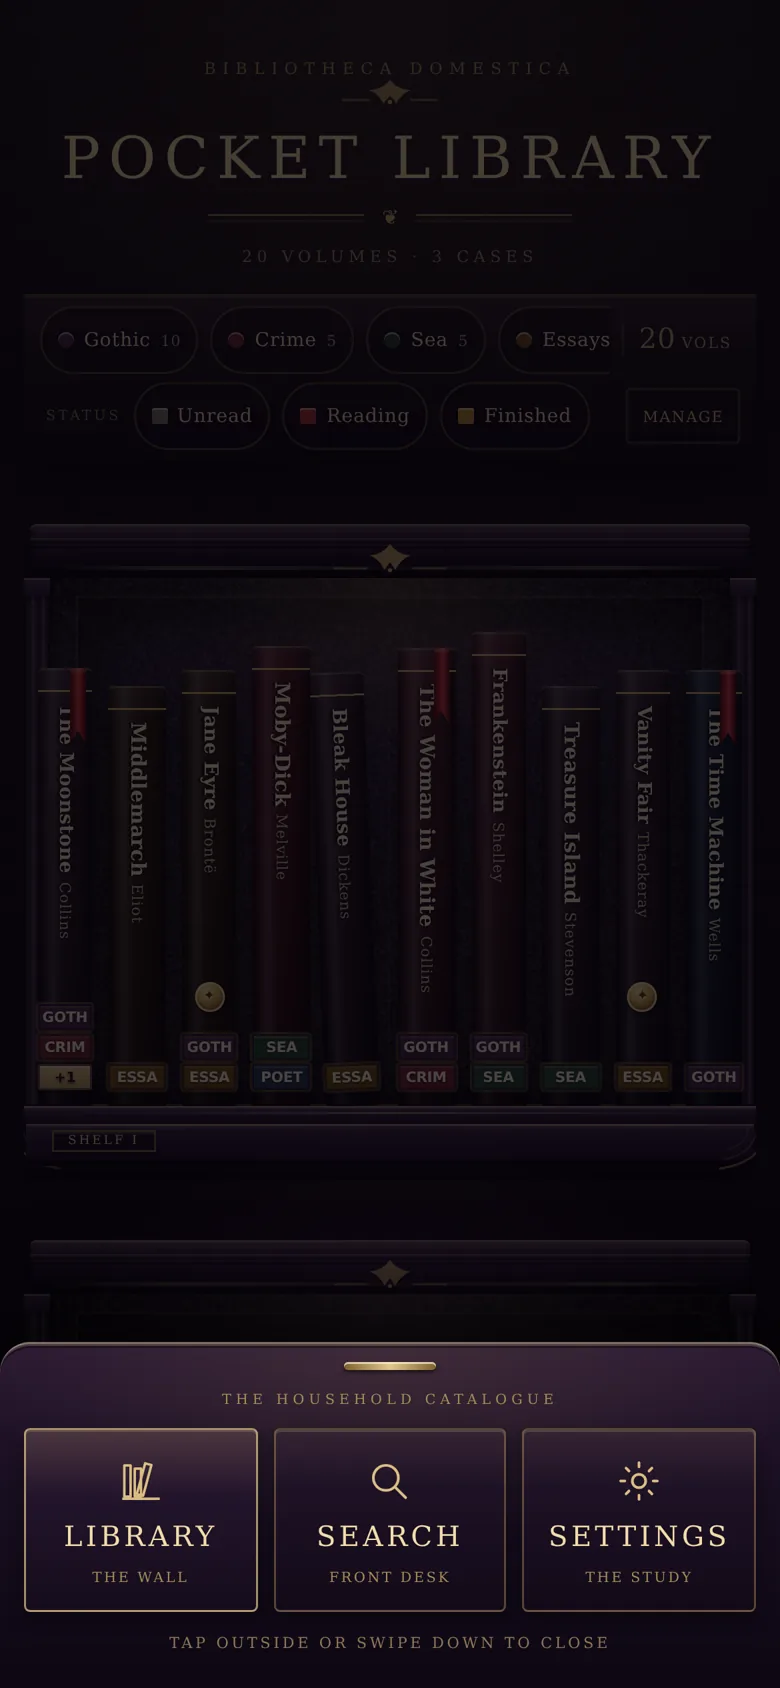 BIBLIOTHECA DOMESTICA
POCKET LIBRARY
20 VOLUMES · 3 CASES
Gothic 10
Crime 5
Sea 5
Essays
20 VOLS
STATUS
Unread
Reading
Finished
MANAGE
The Moonstone Collins
Middlemarch Eliot
Jane Eyre Brontë
Moby-Dick Melville
Bleak House Dickens
The Woman in White Collins
Frankenstein Shelley
Treasure Island Stevenson
Vanity Fair Thackeray
The Time Machine Wells
GOTH
CRIM
+1
ESSA
GOTH
ESSA
SEA
POET
ESSA
GOTH
CRIM
GOTH
SEA
SEA
ESSA
GOTH
SHELF I
THE HOUSEHOLD CATALOGUE
LIBRARY
THE WALL
SEARCH
FRONT DESK
SETTINGS
THE STUDY
TAP OUTSIDE OR SWIPE DOWN TO CLOSE